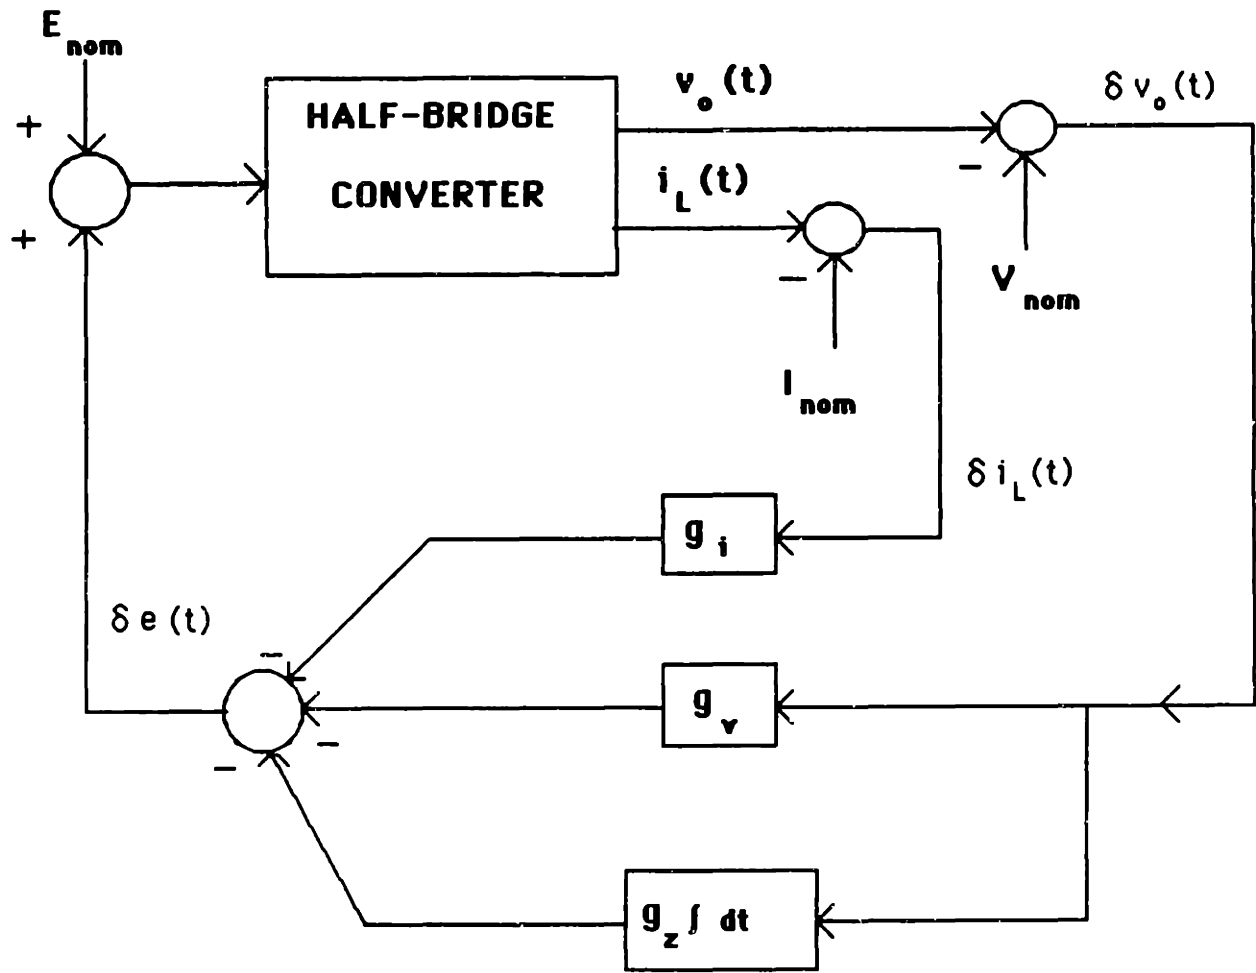 E nom
+
HALF-BRIDGE
CONVERTER
v o (t)
δ v o (t)
i L (t)
+
−
−
V nom
I nom
δ i L (t)
g i
δ e (t)
−
g v
−
−
g z ∫ dt